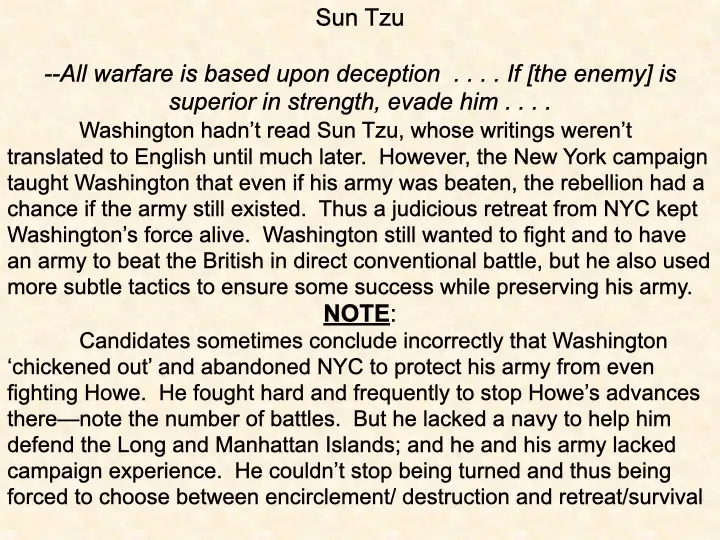 Sun Tzu
--All warfare is based upon deception . . . . If [the enemy] is
superior in strength, evade him . . . .
Washington hadn’t read Sun Tzu, whose writings weren’t
translated to English until much later. However, the New York campaign
taught Washington that even if his army was beaten, the rebellion had a
chance if the army still existed. Thus a judicious retreat from NYC kept
Washington’s force alive. Washington still wanted to fight and to have
an army to beat the British in direct conventional battle, but he also used
more subtle tactics to ensure some success while preserving his army.
NOTE:
Candidates sometimes conclude incorrectly that Washington
‘chickened out’ and abandoned NYC to protect his army from even
fighting Howe. He fought hard and frequently to stop Howe’s advances
there—note the number of battles. But he lacked a navy to help him
defend the Long and Manhattan Islands; and he and his army lacked
campaign experience. He couldn’t stop being turned and thus being
forced to choose between encirclement/ destruction and retreat/survival